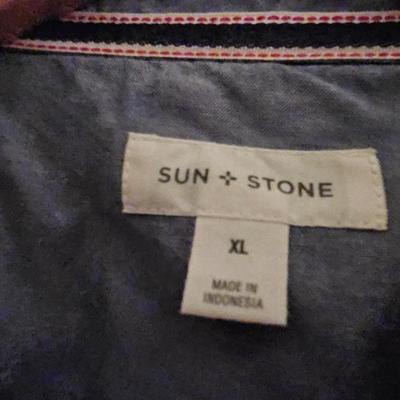 SUN + STONE
XL
MADE IN
INDONESIA